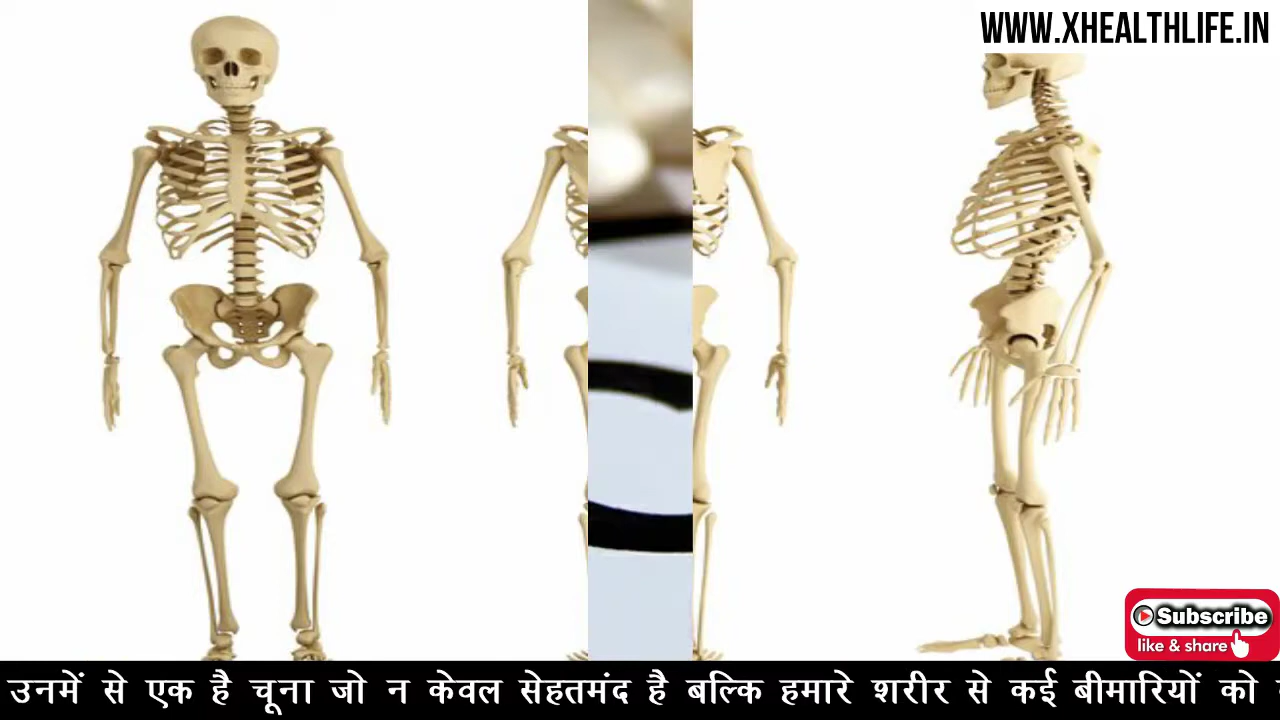 WWW.XHEALTHLIFE.IN
Subscribe
like & share
उनमें से एक है चूना जो न केवल सेहतमंद है बल्कि हमारे शरीर से कई बीमारियों को